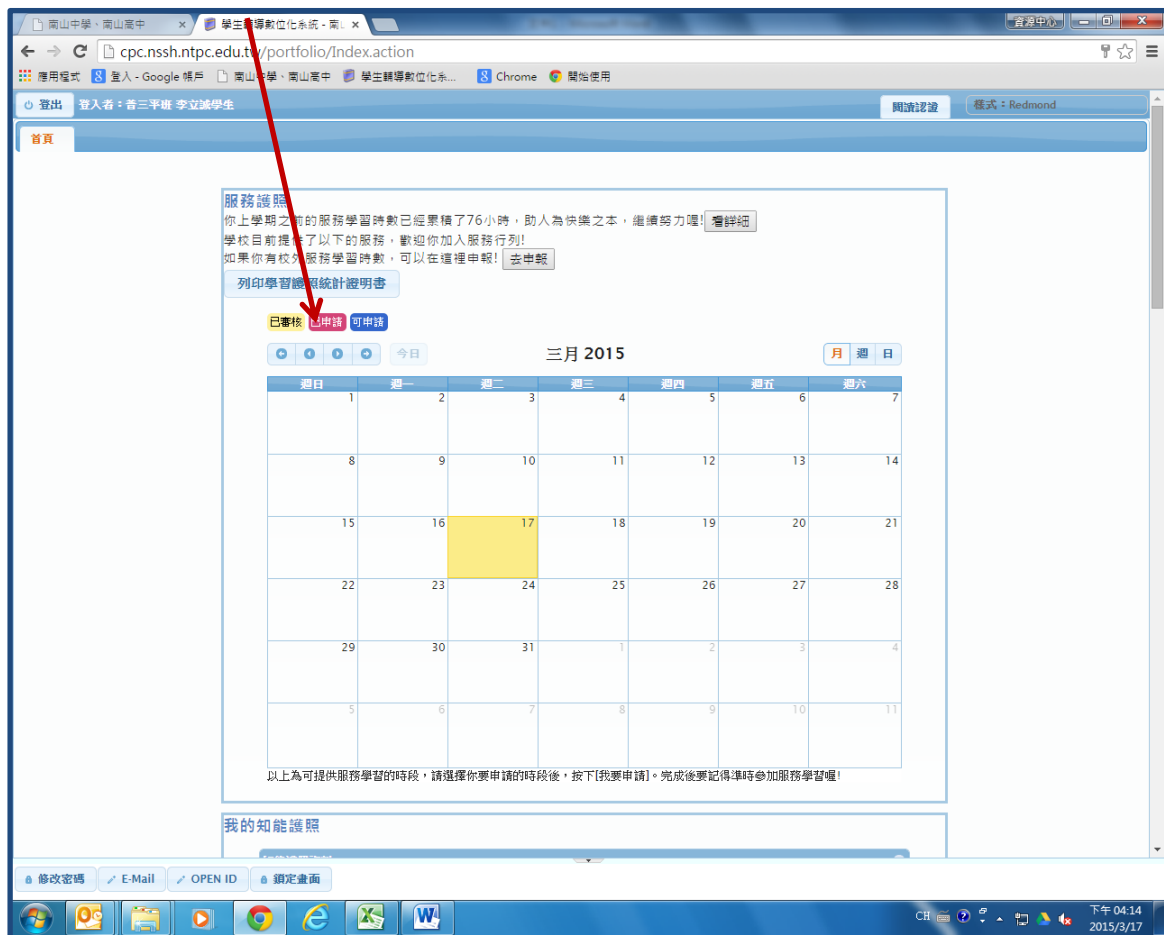 南山中學、南山高中 × 學生輔導數位化系統 - 南山 × 資源中心
cpc.nssh.ntpc.edu.tw/portfolio/Index.action
應用程式 登入 - Google 帳戶 南山中學、南山高中 學生輔導數位化系... Chrome 開始使用
登出 登入者：普三平班 李立誠學生 閱讀認證 樣式：Redmond
首頁
服務護照
你上學期之前的服務學習時數已經累積了76小時，助人為快樂之本，繼續努力喔! 看詳細
學校目前提供了以下的服務，歡迎你加入服務行列!
如果你有校外服務學習時數，可以在這裡申報! 去申報
列印學習護照統計證明書
已審核 已申請 可申請
今日 三月 2015 月 週 日
週日 週一 週二 週三 週四 週五 週六
1 2 3 4 5 6 7
8 9 10 11 12 13 14
15 16 17 18 19 20 21
22 23 24 25 26 27 28
29 30 31 1 2 3 4
5 6 7 8 9 10 11
以上為可提供服務學習的時段，請選擇你要申請的時段後，按下[我要申請]。完成後要記得準時參加服務學習喔!
我的知能護照
修改密碼 E-Mail OPEN ID 鎖定畫面
CH 下午 04:14
2015/3/17